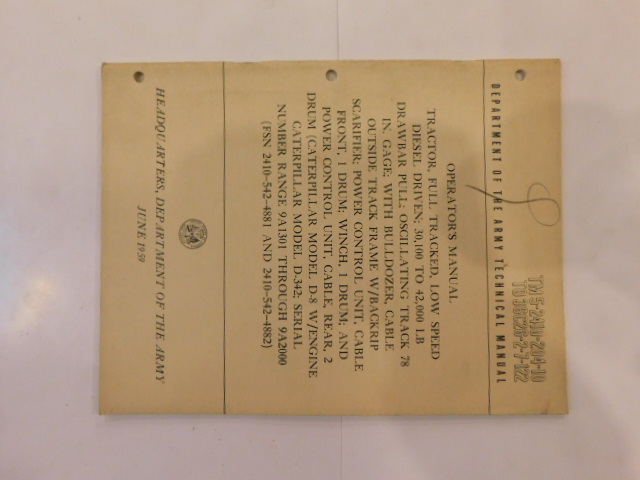 TM 5-2410-204-10
DEPARTMENT OF THE ARMY TECHNICAL MANUAL
OPERATOR'S MANUAL
TRACTOR, FULL TRACKED, LOW SPEED
DIESEL DRIVEN; 30,100 TO 42,000 LB
DRAWBAR PULL; OSCILLATING TRACK 78
IN. GAGE; WITH BULLDOZER, CABLE
OUTSIDE TRACK FRAME W/BACKRIP
SCARIFIER; POWER CONTROL UNIT, CABLE
FRONT, 1 DRUM; WINCH, 1 DRUM; AND
POWER CONTROL UNIT, CABLE, REAR, 2
DRUM (CATERPILLAR MODEL D-8 W/ENGINE
CATERPILLAR MODEL D-342; SERIAL
NUMBER RANGE 9A1301 THROUGH 9A2000
(FSN 2410-542-4881 AND 2410-542-4882)
HEADQUARTERS, DEPARTMENT OF THE ARMY
JUNE 1959